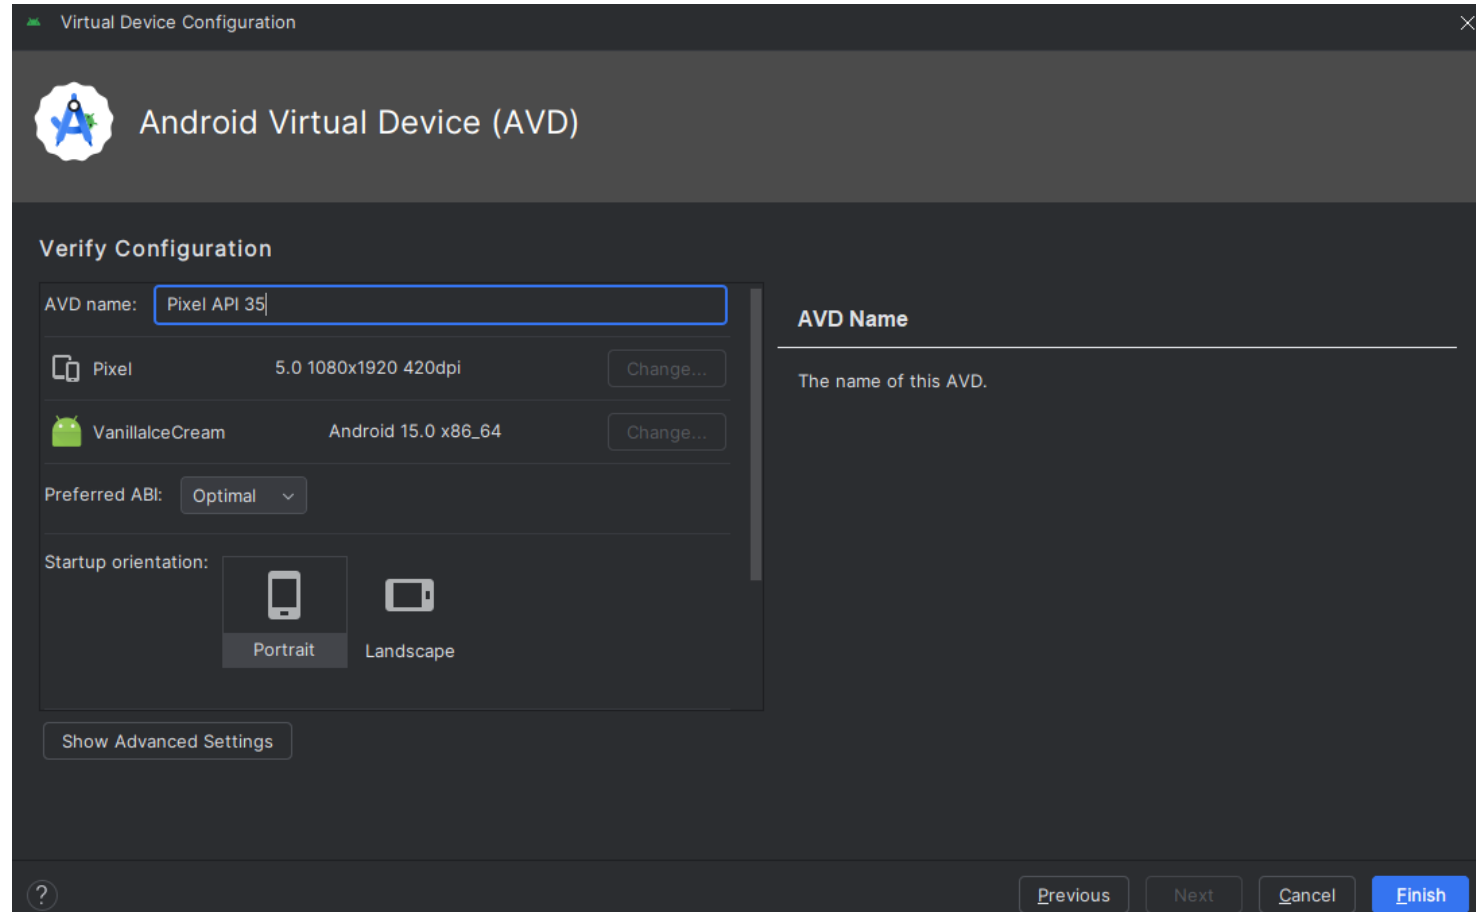 Virtual Device Configuration
Android Virtual Device (AVD)
Verify Configuration
AVD name: Pixel API 35
Pixel 5.0 1080x1920 420dpi Change...
VanillaIceCream Android 15.0 x86_64 Change...
Preferred ABI: Optimal
Startup orientation:
Portrait
Landscape
Show Advanced Settings
AVD Name
The name of this AVD.
?
Previous Next Cancel Finish